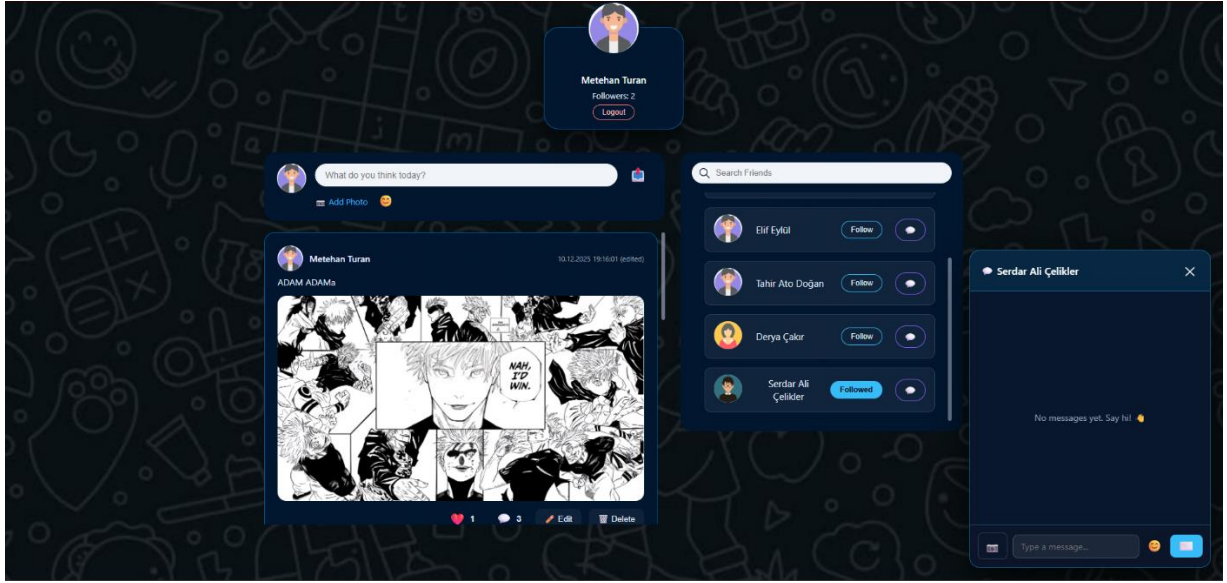 Metehan Turan
Followers: 2
Logout
What do you think today?
Add Photo
Metehan Turan
10.12.2025 19:16:01 (edited)
ADAM ADAMa
NAH,
I'D
WIN.
1
3
Edit
Delete
Search Friends
Elif Eylül
Follow
Tahir Ato Doğan
Follow
Derya Çakır
Follow
Serdar Ali
Çelikler
Followed
Serdar Ali Çelikler
No messages yet. Say hi!
Type a message...